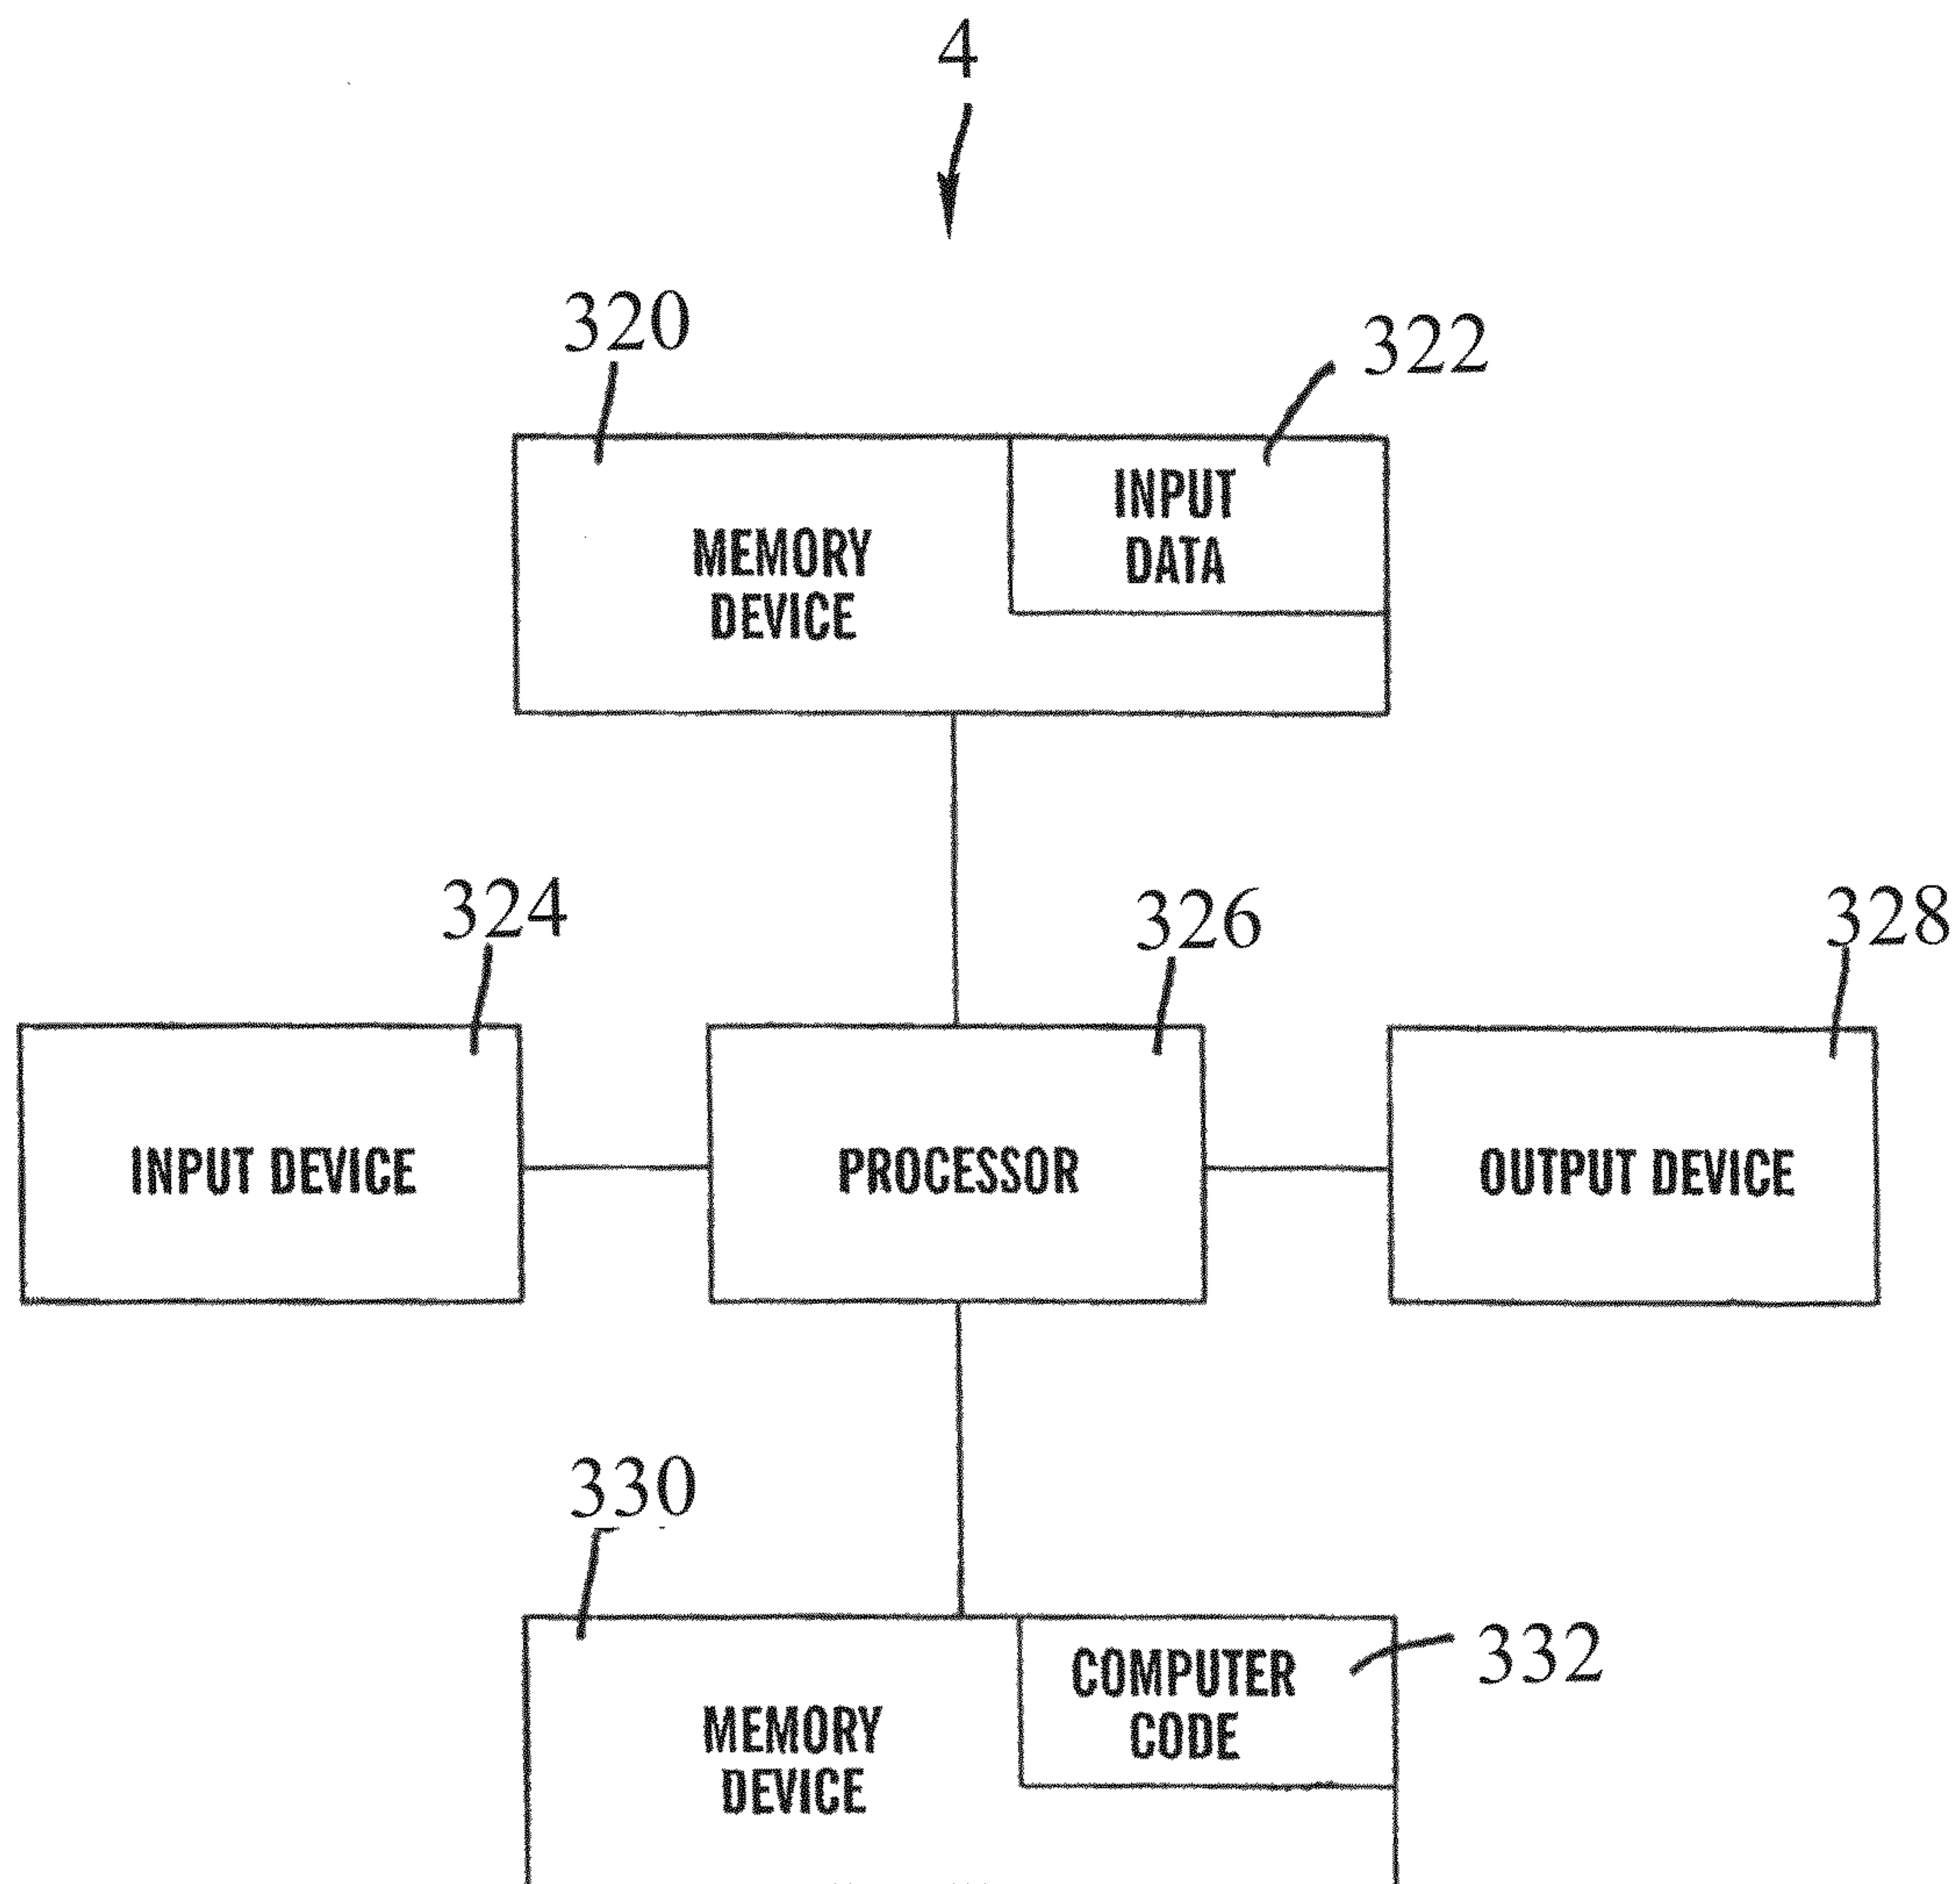 4
320
322
INPUT
DATA
MEMORY
DEVICE
324
326
328
INPUT DEVICE
PROCESSOR
OUTPUT DEVICE
330
332
COMPUTER
CODE
MEMORY
DEVICE